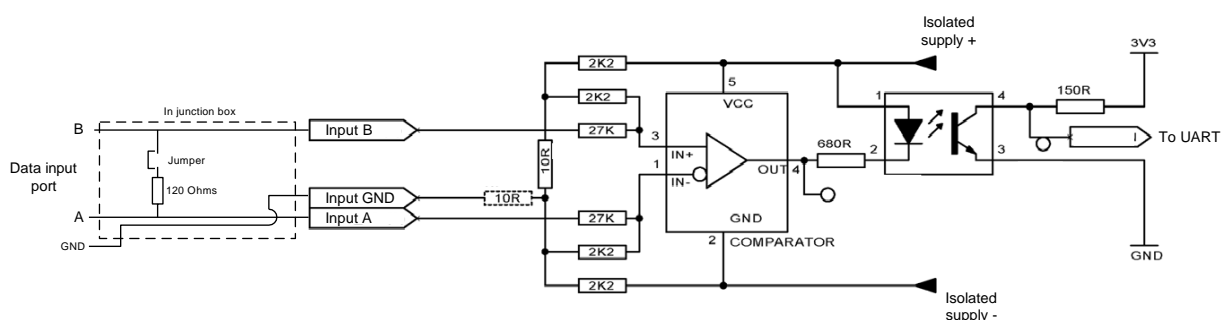 Isolated
supply +
3V3
2K2
2K2
5
VCC
1
4
150R
In junction box
B
Input B
27K
3
IN+
Jumper
10R
1
IN-
OUT
4
680R
2
3
I
To UART
Data input
port
120 Ohms
Input GND
10R
A
Input A
27K
GND
GND
2K2
2
COMPARATOR
GND
2K2
Isolated
supply -